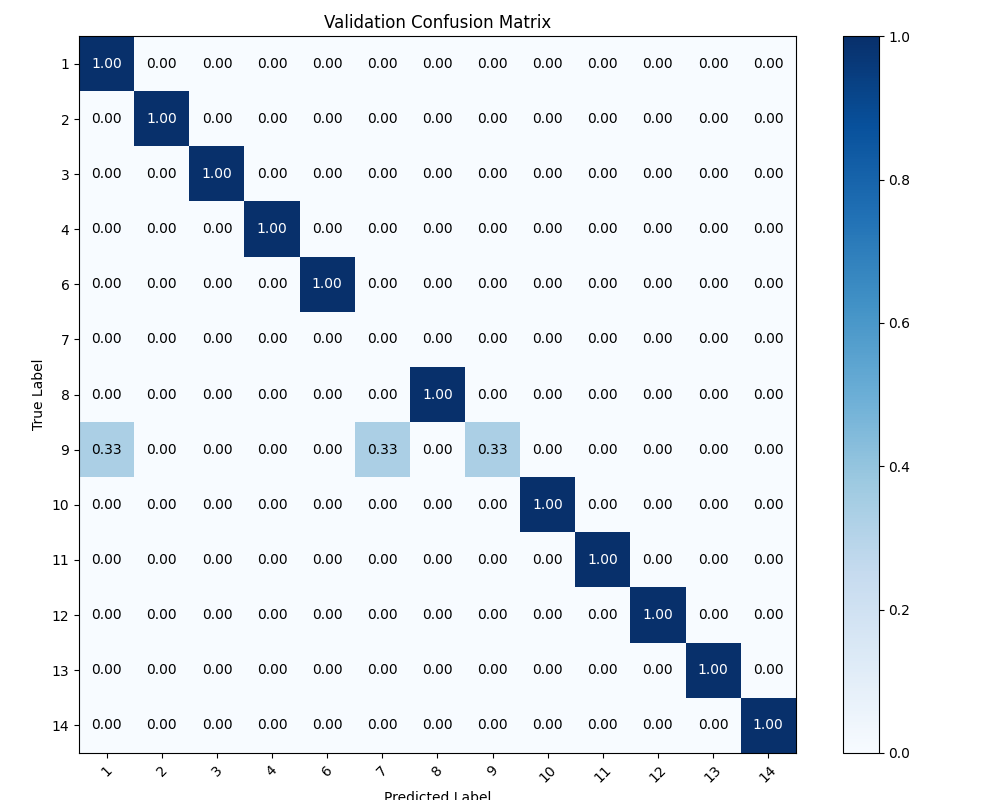 Validation Confusion Matrix
1 1.00 0.00 0.00 0.00 0.00 0.00 0.00 0.00 0.00 0.00 0.00 0.00 0.00
2 0.00 1.00 0.00 0.00 0.00 0.00 0.00 0.00 0.00 0.00 0.00 0.00 0.00
3 0.00 0.00 1.00 0.00 0.00 0.00 0.00 0.00 0.00 0.00 0.00 0.00 0.00
4 0.00 0.00 0.00 1.00 0.00 0.00 0.00 0.00 0.00 0.00 0.00 0.00 0.00
6 0.00 0.00 0.00 0.00 1.00 0.00 0.00 0.00 0.00 0.00 0.00 0.00 0.00
7 0.00 0.00 0.00 0.00 0.00 0.00 0.00 0.00 0.00 0.00 0.00 0.00 0.00
8 0.00 0.00 0.00 0.00 0.00 0.00 1.00 0.00 0.00 0.00 0.00 0.00 0.00
9 0.33 0.00 0.00 0.00 0.00 0.33 0.00 0.33 0.00 0.00 0.00 0.00 0.00
10 0.00 0.00 0.00 0.00 0.00 0.00 0.00 0.00 1.00 0.00 0.00 0.00 0.00
11 0.00 0.00 0.00 0.00 0.00 0.00 0.00 0.00 0.00 1.00 0.00 0.00 0.00
12 0.00 0.00 0.00 0.00 0.00 0.00 0.00 0.00 0.00 0.00 1.00 0.00 0.00
13 0.00 0.00 0.00 0.00 0.00 0.00 0.00 0.00 0.00 0.00 0.00 1.00 0.00
14 0.00 0.00 0.00 0.00 0.00 0.00 0.00 0.00 0.00 0.00 0.00 0.00 1.00
1 2 3 4 6 7 8 9 10 11 12 13 14
Predicted Label
True Label
1.0
0.8
0.6
0.4
0.2
0.0